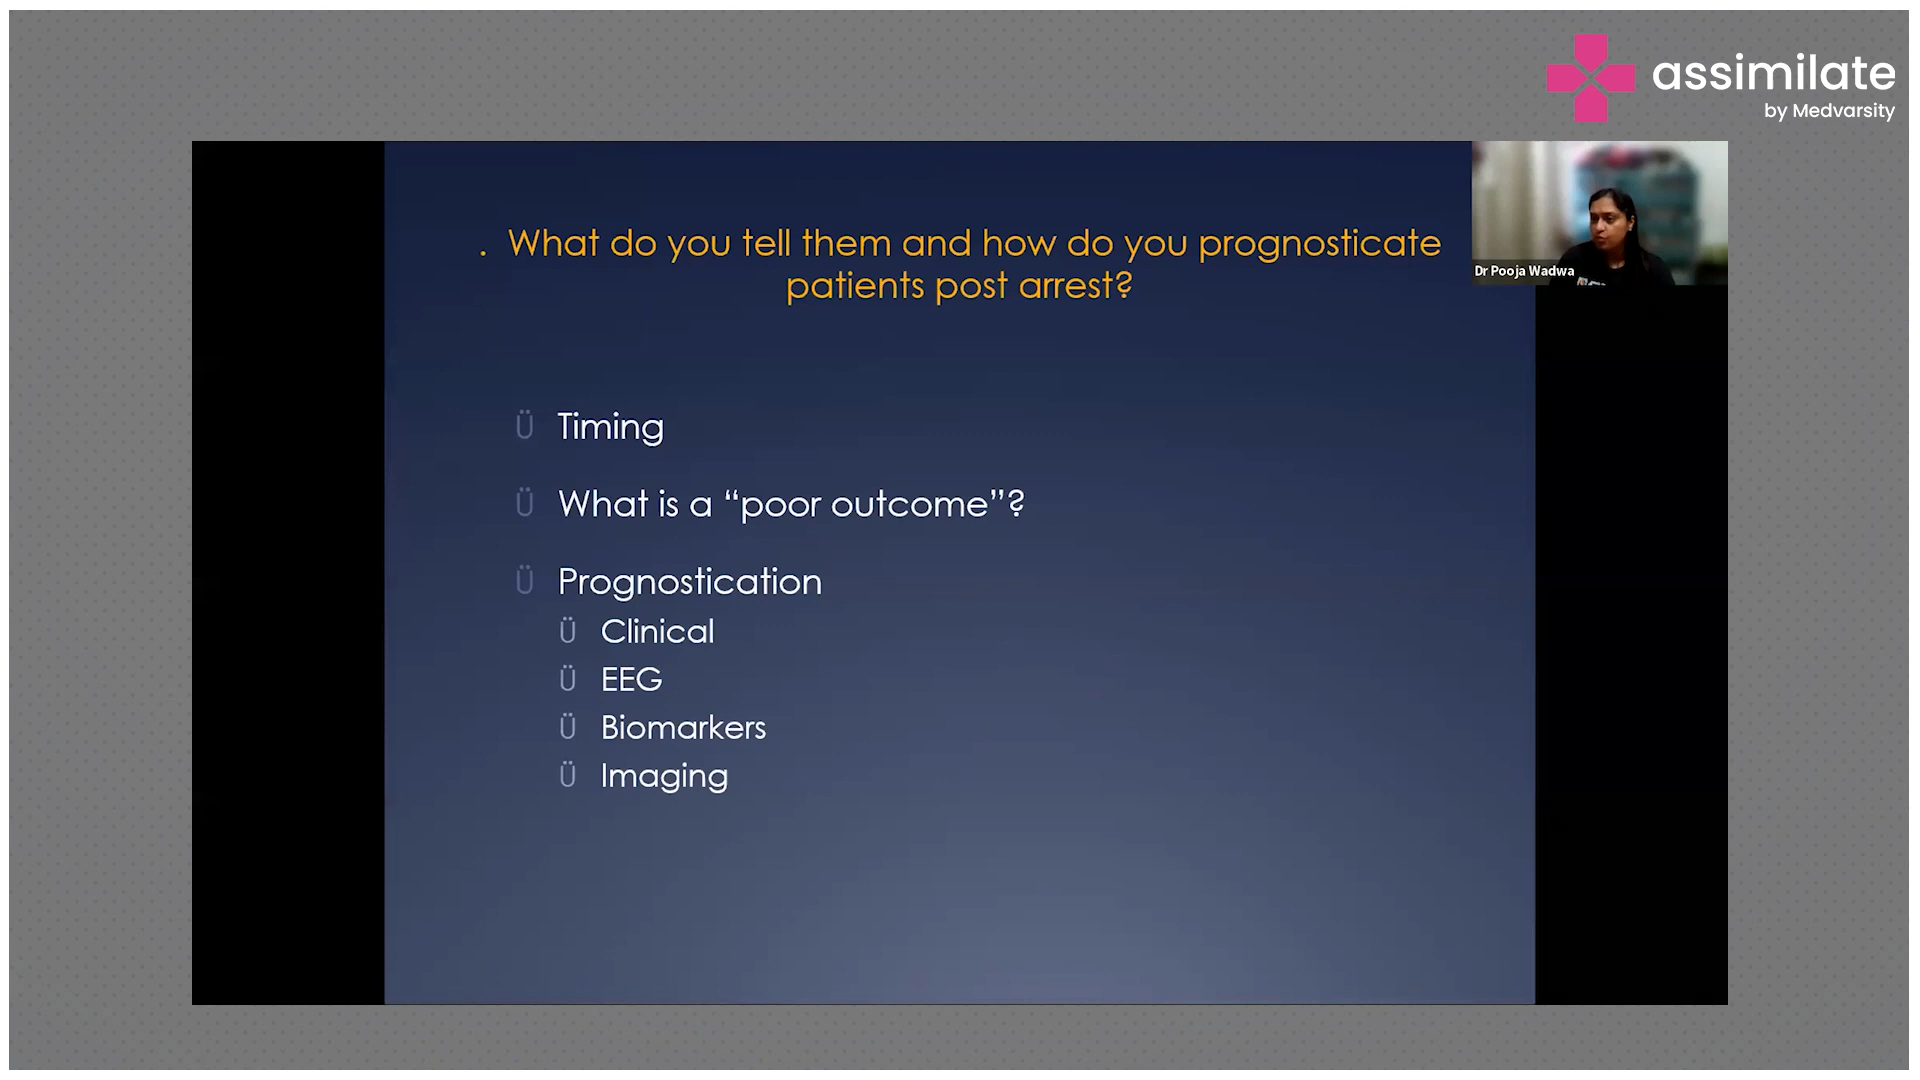 assimilate
by Medvarsity
. What do you tell them and how do you prognosticate
patients post arrest?
Dr Pooja Wadwa
Ü Timing
Ü What is a “poor outcome”?
Ü Prognostication
Ü Clinical
Ü EEG
Ü Biomarkers
Ü Imaging